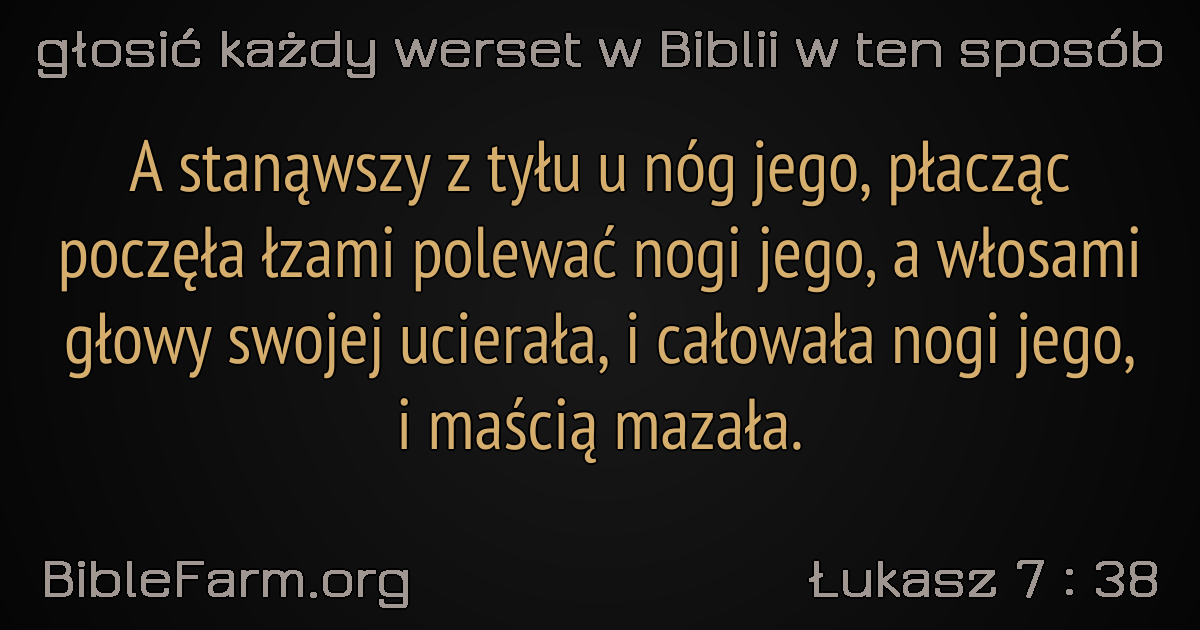 głosić każdy werset w Biblii w ten sposób
A stanąwszy z tyłu u nóg jego, płacząc
poczęła łzami polewać nogi jego, a włosami
głowy swojej ucierała, i całowała nogi jego,
i maścią mazała.
BibleFarm.org
Łukasz 7 : 38